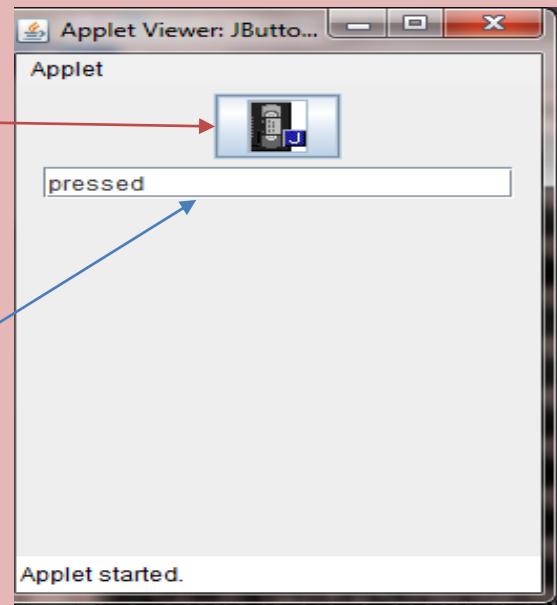 Applet Viewer: JButto...
Applet
J
pressed
Applet started.